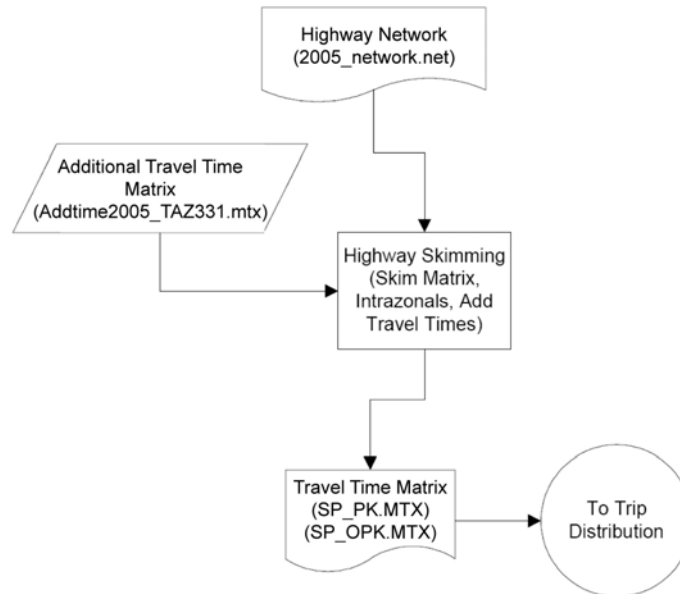 Highway Network
(2005_network.net)
Additional Travel Time
Matrix
(Addtime2005_TAZ331.mtx)
Highway Skimming
(Skim Matrix,
Intrazonals, Add
Travel Times)
Travel Time Matrix
(SP_PK.MTX)
(SP_OPK.MTX)
To Trip
Distribution